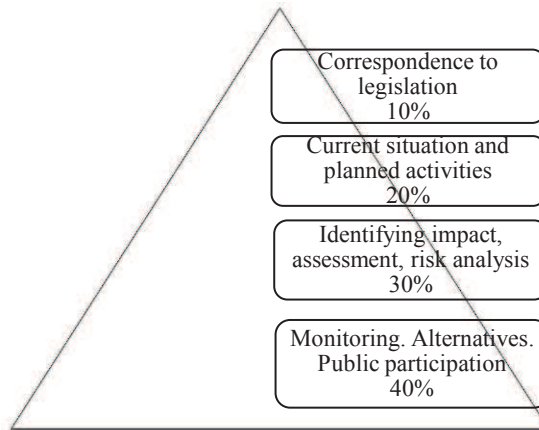 Correspondence to
legislation
10%
Current situation and
planned activities
20%
Identifying impact,
assessment, risk analysis
30%
Monitoring. Alternatives.
Public participation
40%